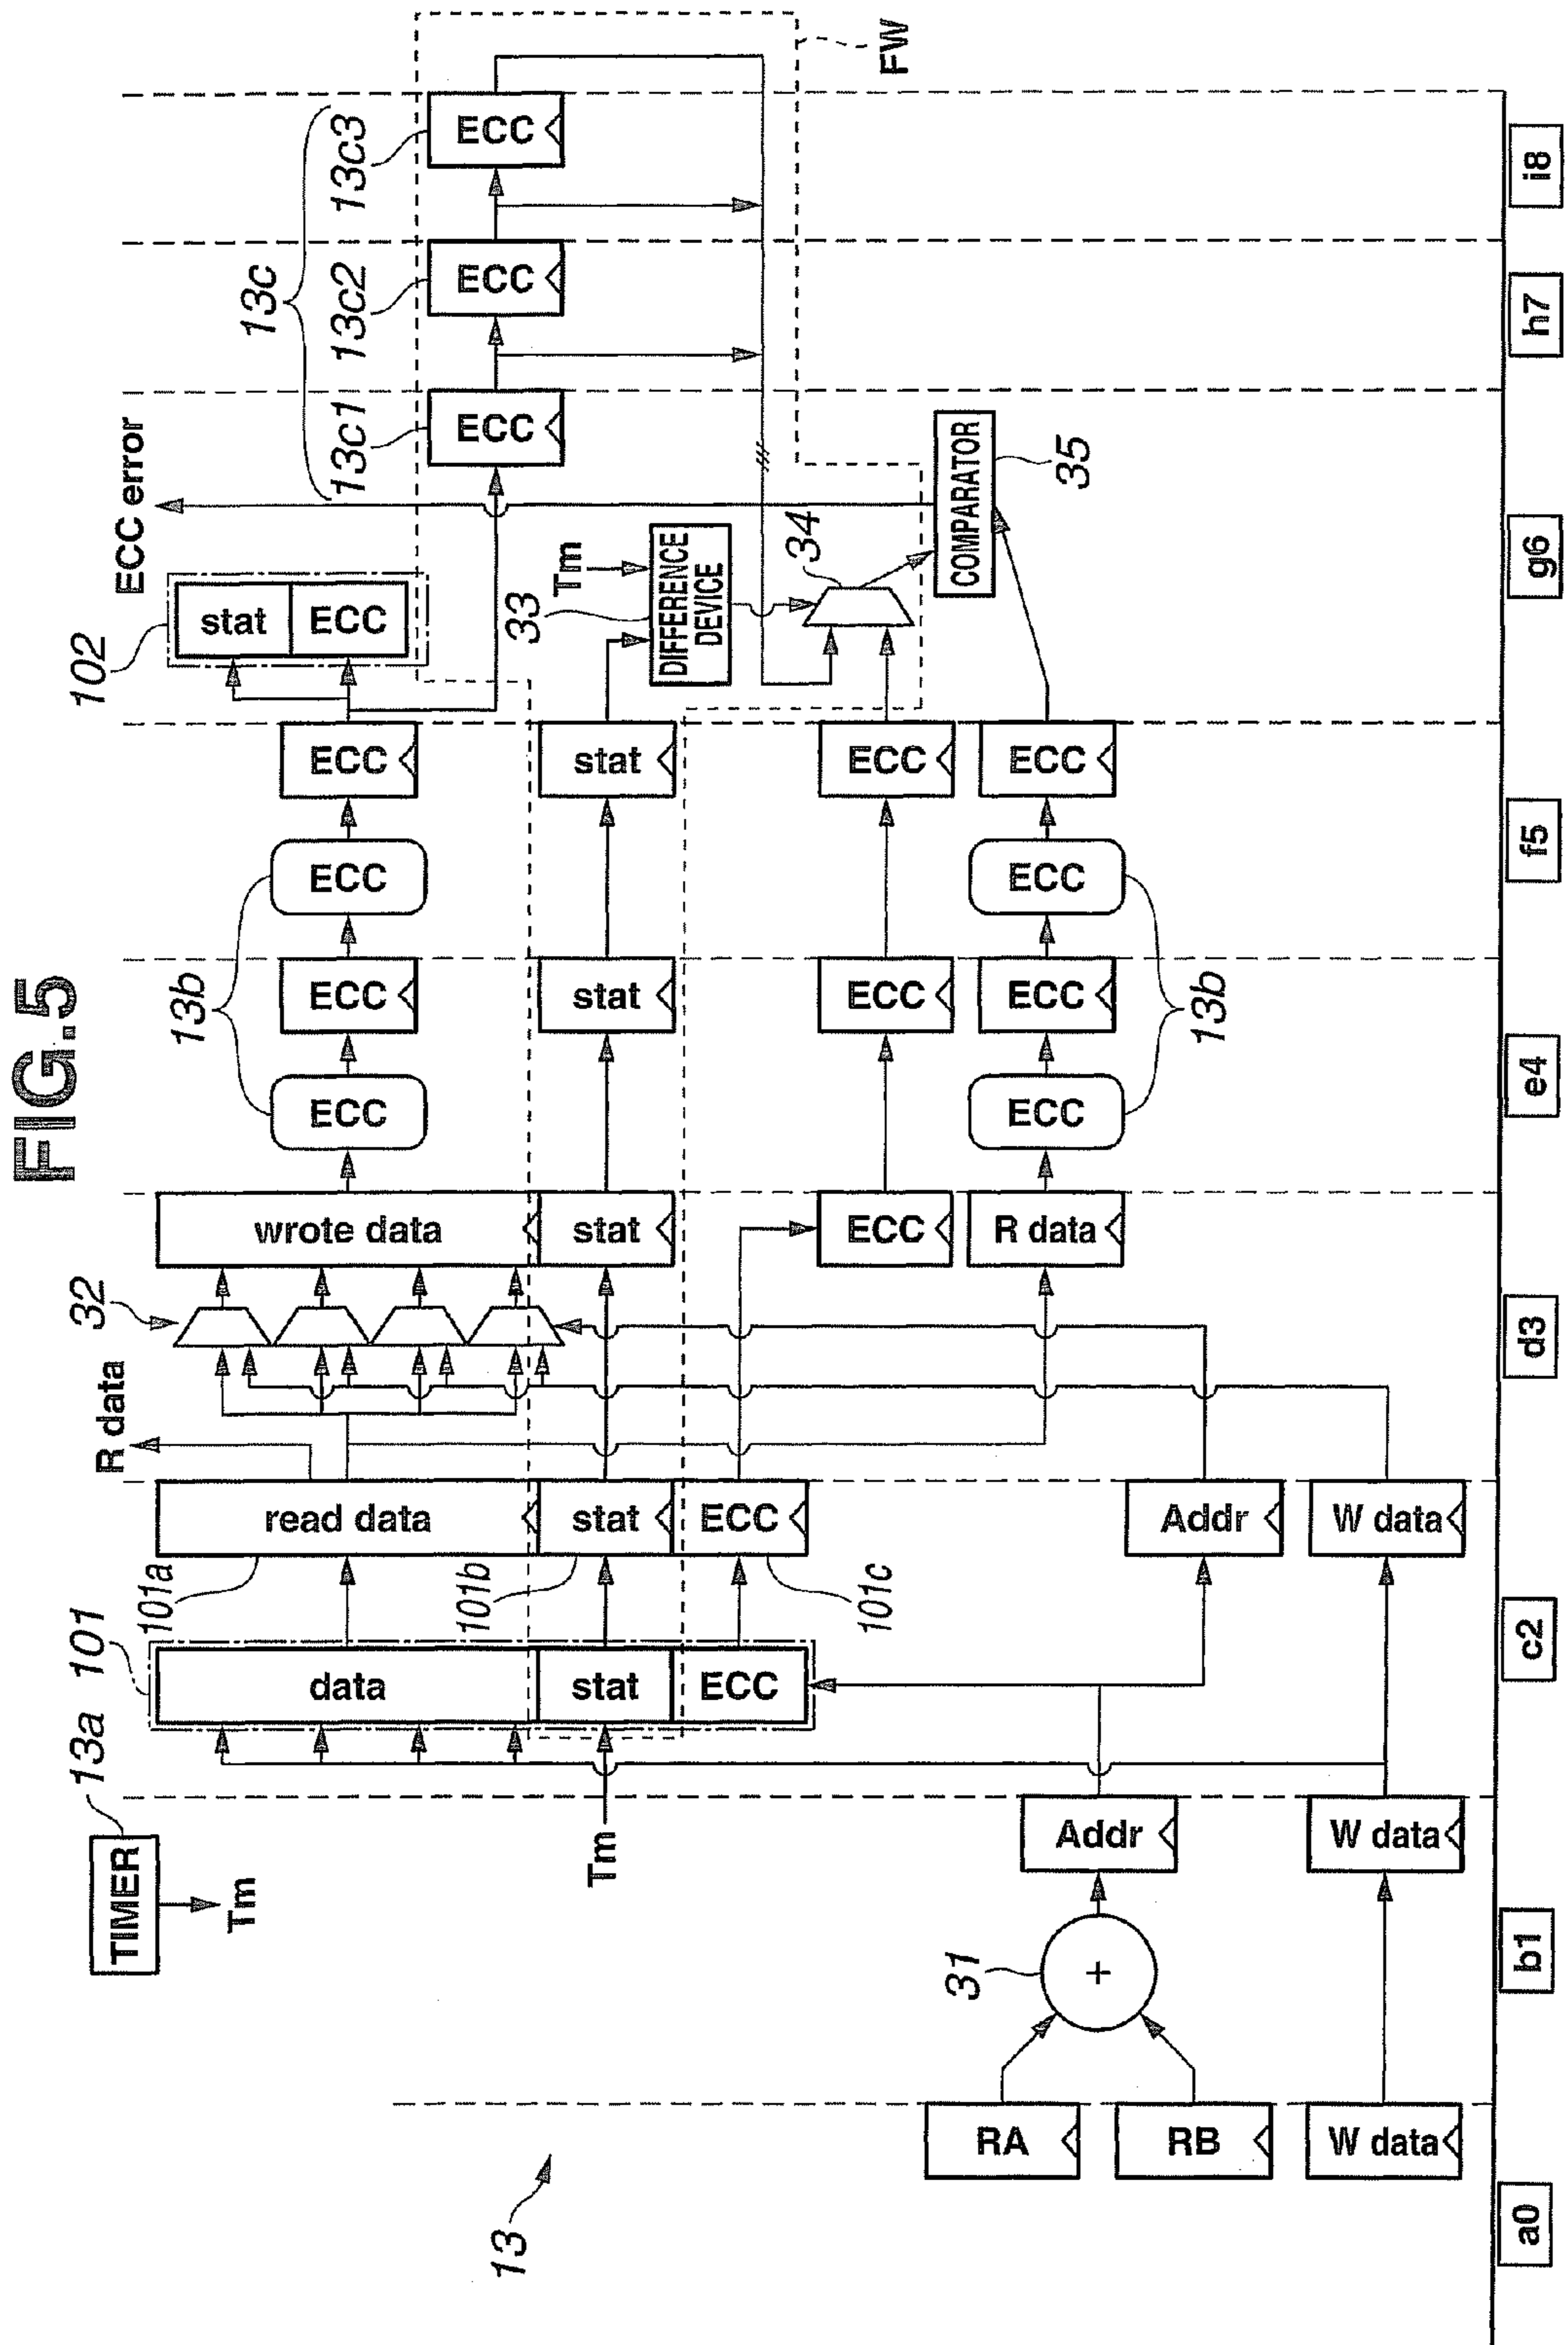 FIG.5
TIMER
13a
Tm
101
data
stat
ECC
Tm
101a
101b
101c
read data
stat
ECC
R data
32
wrote data
stat
ECC
R data
13b
ECC
ECC
ECC
ECC
stat
stat
ECC
ECC
ECC
ECC
ECC
ECC
13b
102
stat
ECC
ECC error
33
Tm
DIFFERENCE
DEVICE
34
COMPARATOR
35
13c
13c1
13c2
13c3
ECC
ECC
ECC
FW
13
RA
RB
W data
31
+
Addr
W data
Addr
W data
a0
b1
c2
d3
e4
f5
g6
h7
i8